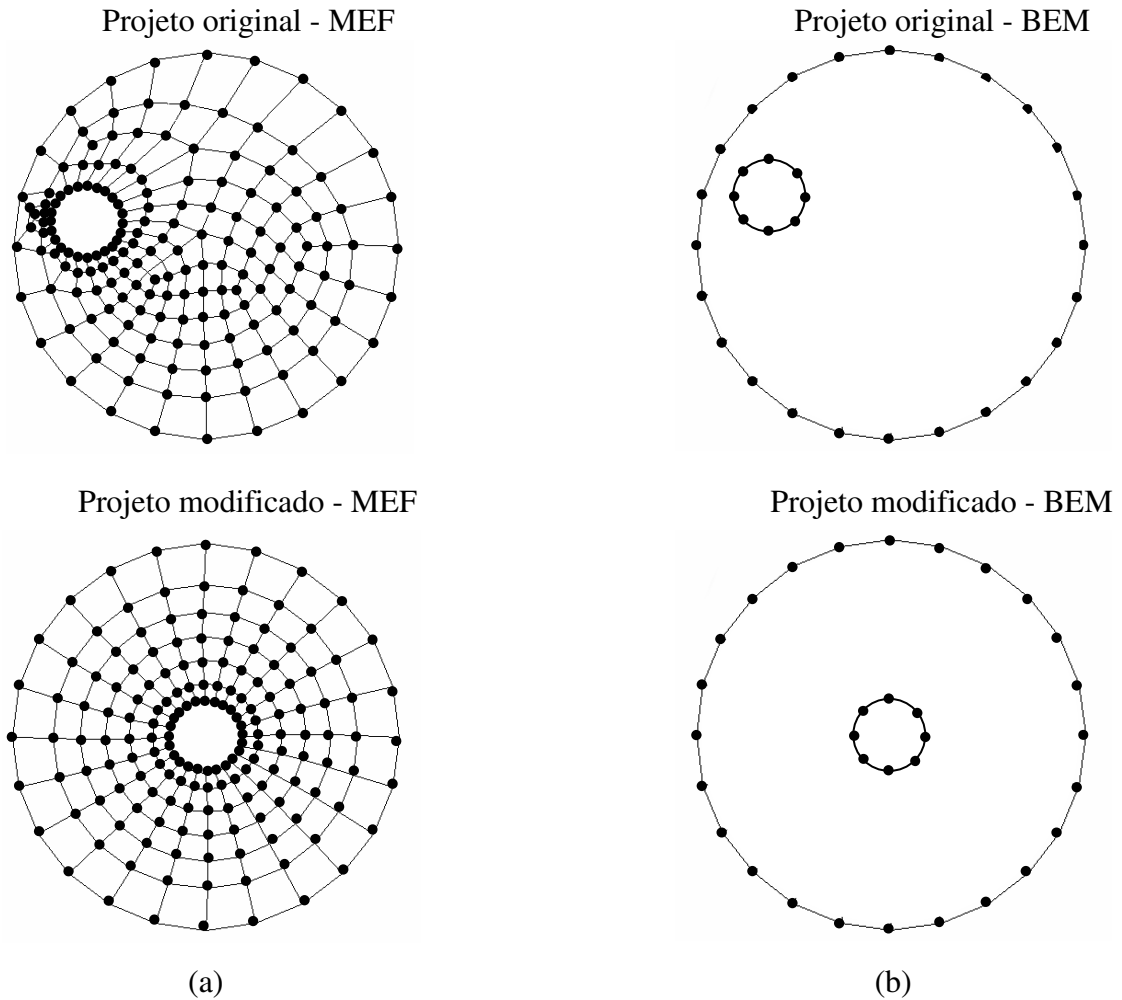 Projeto original - MEF
Projeto original - BEM
Projeto modificado - MEF
Projeto modificado - BEM
(a)
(b)